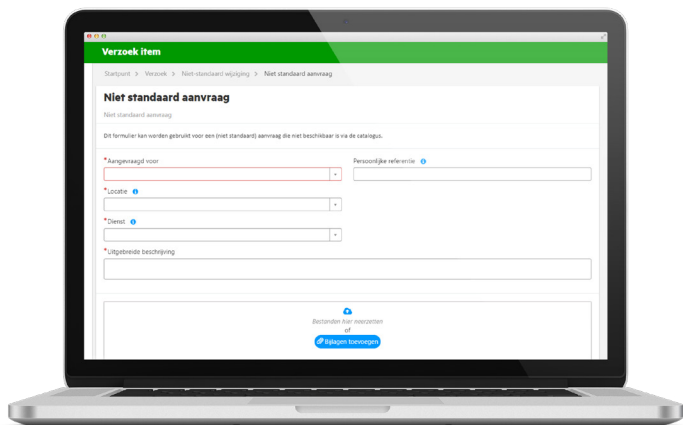 Verzoek item
Startpunt > Verzoek > Niet-standaard wijziging > Niet standaard aanvraag
Niet standaard aanvraag
Niet standaard aanvraag
Dit formulier kan worden gebruikt voor een (niet standaard) aanvraag die niet beschikbaar is via de catalogus.
*Aangevraagd voor
Persoonlijke referentie
*Locatie
*Dienst
*Uitgebreide beschrijving
Bestanden hier neerzetten
of
Bijlagen toevoegen